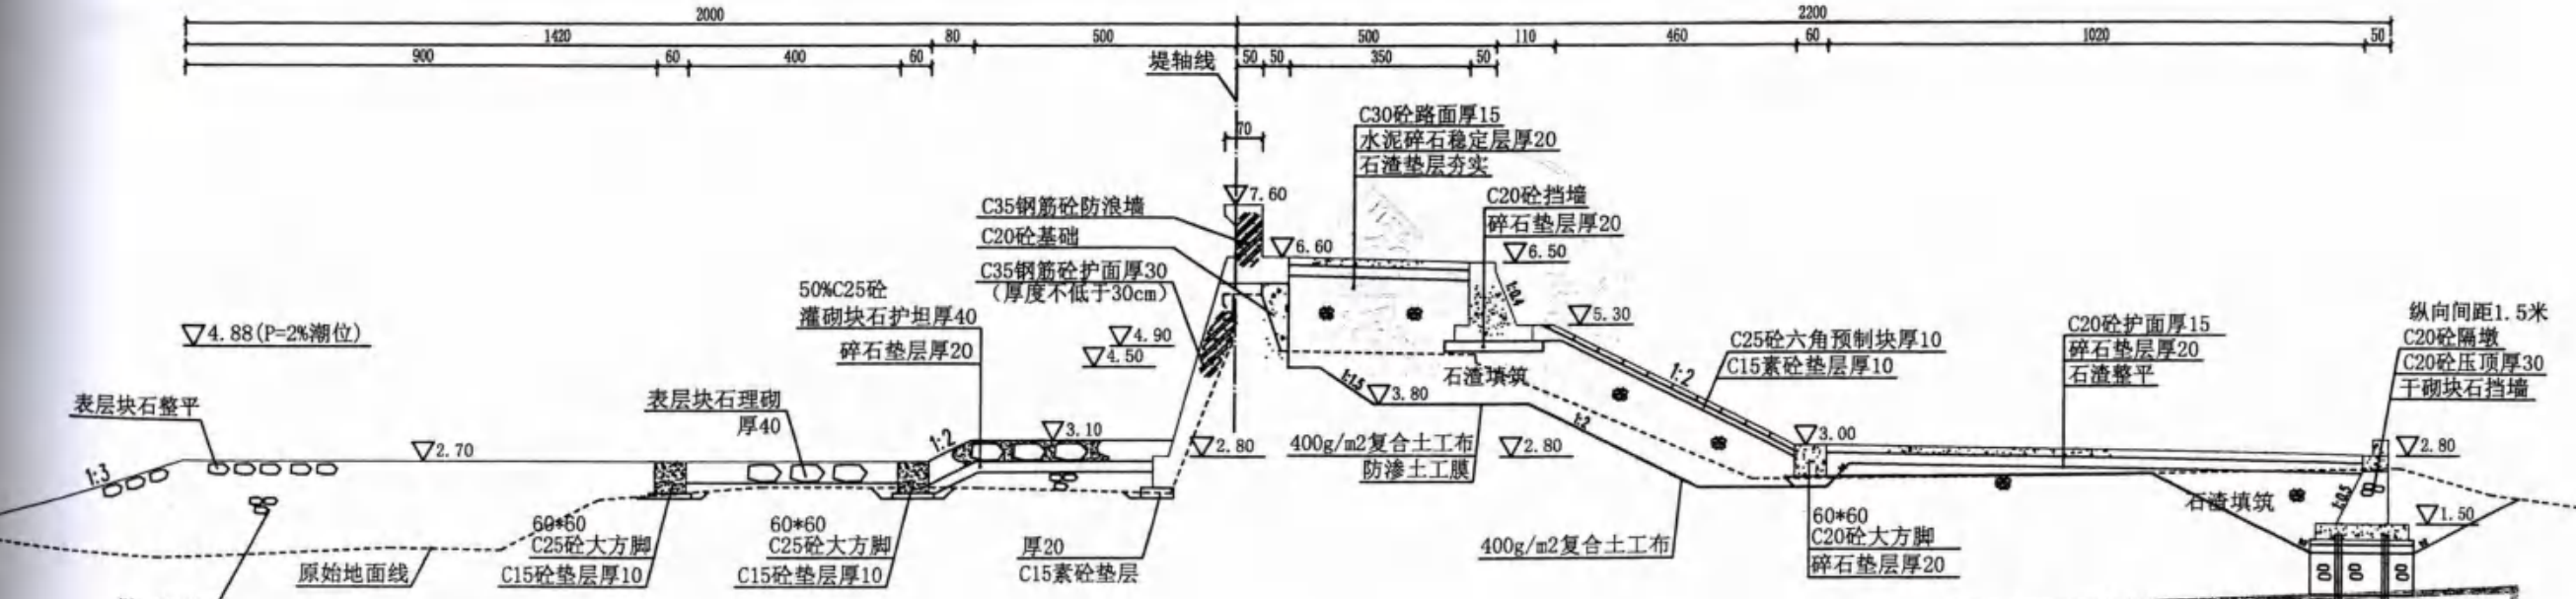 2000
2200
1420
80
500
500
110
460
60
1020
50
900
60
400
60
堤轴线
50
50
350
50
70
C30砼路面厚15
水泥碎石稳定层厚20
石渣垫层夯实
7.60
C35钢筋砼防浪墙
C20砼基础
C35钢筋砼护面厚30
(厚度不低于30cm)
6.60
C20砼挡墙
碎石垫层厚20
6.50
1:0.4
50%C25砼
灌砌块石护坦厚40
碎石垫层厚20
4.90
4.50
4.88(P=2%潮位)
5.30
C25砼六角预制块厚10
C15素砼垫层厚10
C20砼护面厚15
碎石垫层厚20
石渣整平
纵向间距1.5米
C20砼隔墩
C20砼压顶厚30
干砌块石挡墙
表层块石整平
表层块石理砌
厚40
石渣填筑
1:1.5
3.80
1:2
1:2
1:3
2.70
1:2
3.10
2.80
400g/m2复合土工布
防渗土工膜
2.80
3.00
2.80
石渣填筑
1:0.5
1.50
60*60
C25砼大方脚
C15砼垫层厚10
60*60
C25砼大方脚
C15砼垫层厚10
厚20
C15素砼垫层
原始地面线
400g/m2复合土工布
60*60
C20砼大方脚
碎石垫层厚20